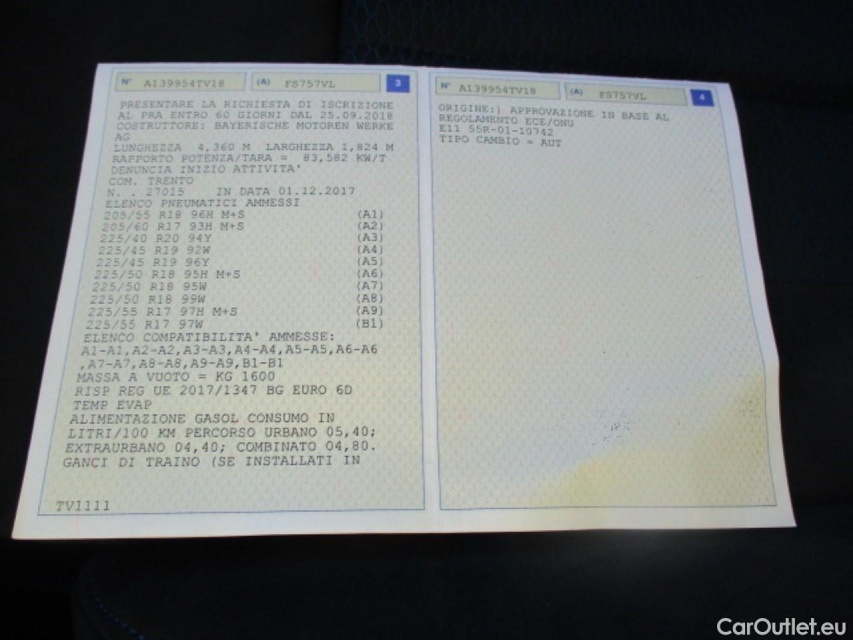 N° A139954TV18 (A) FS757VL 3
PRESENTARE LA RICHIESTA DI ISCRIZIONE
AL PRA ENTRO 60 GIORNI DAL 25.09.2018
COSTRUTTORE: BAYERISCHE MOTOREN WERKE
AG
LUNGHEZZA 4,360 M LARGHEZZA 1,824 M
RAPPORTO POTENZA/TARA = 83,582 KW/T
DENUNCIA INIZIO ATTIVITA'
COM. TRENTO
N. . 27015 IN DATA 01.12.2017
ELENCO PNEUMATICI AMMESSI
205/55 R18 96H M+S (A1)
205/60 R17 93H M+S (A2)
225/40 R20 94Y (A3)
225/45 R19 92W (A4)
225/45 R19 96Y (A5)
225/50 R18 95H M+S (A6)
225/50 R18 95W (A7)
225/50 R18 99W (A8)
225/55 R17 97H M+S (A9)
225/55 R17 97W (B1)
ELENCO COMPATIBILITA' AMMESSE:
A1-A1,A2-A2,A3-A3,A4-A4,A5-A5,A6-A6
,A7-A7,A8-A8,A9-A9,B1-B1
MASSA A VUOTO = KG 1600
RISP REG UE 2017/1347 BG EURO 6D
TEMP EVAP
ALIMENTAZIONE GASOL CONSUMO IN
LITRI/100 KM PERCORSO URBANO 05,40;
EXTRAURBANO 04,40; COMBINATO 04,80.
GANCI DI TRAINO (SE INSTALLATI IN
TV1111
N° A139954TV18 (A) FS757VL 4
ORIGINE:) APPROVAZIONE IN BASE AL
REGOLAMENTO ECE/ONU
E11 55R-01-10742
TIPO CAMBIO = AUT
CarOutlet.eu